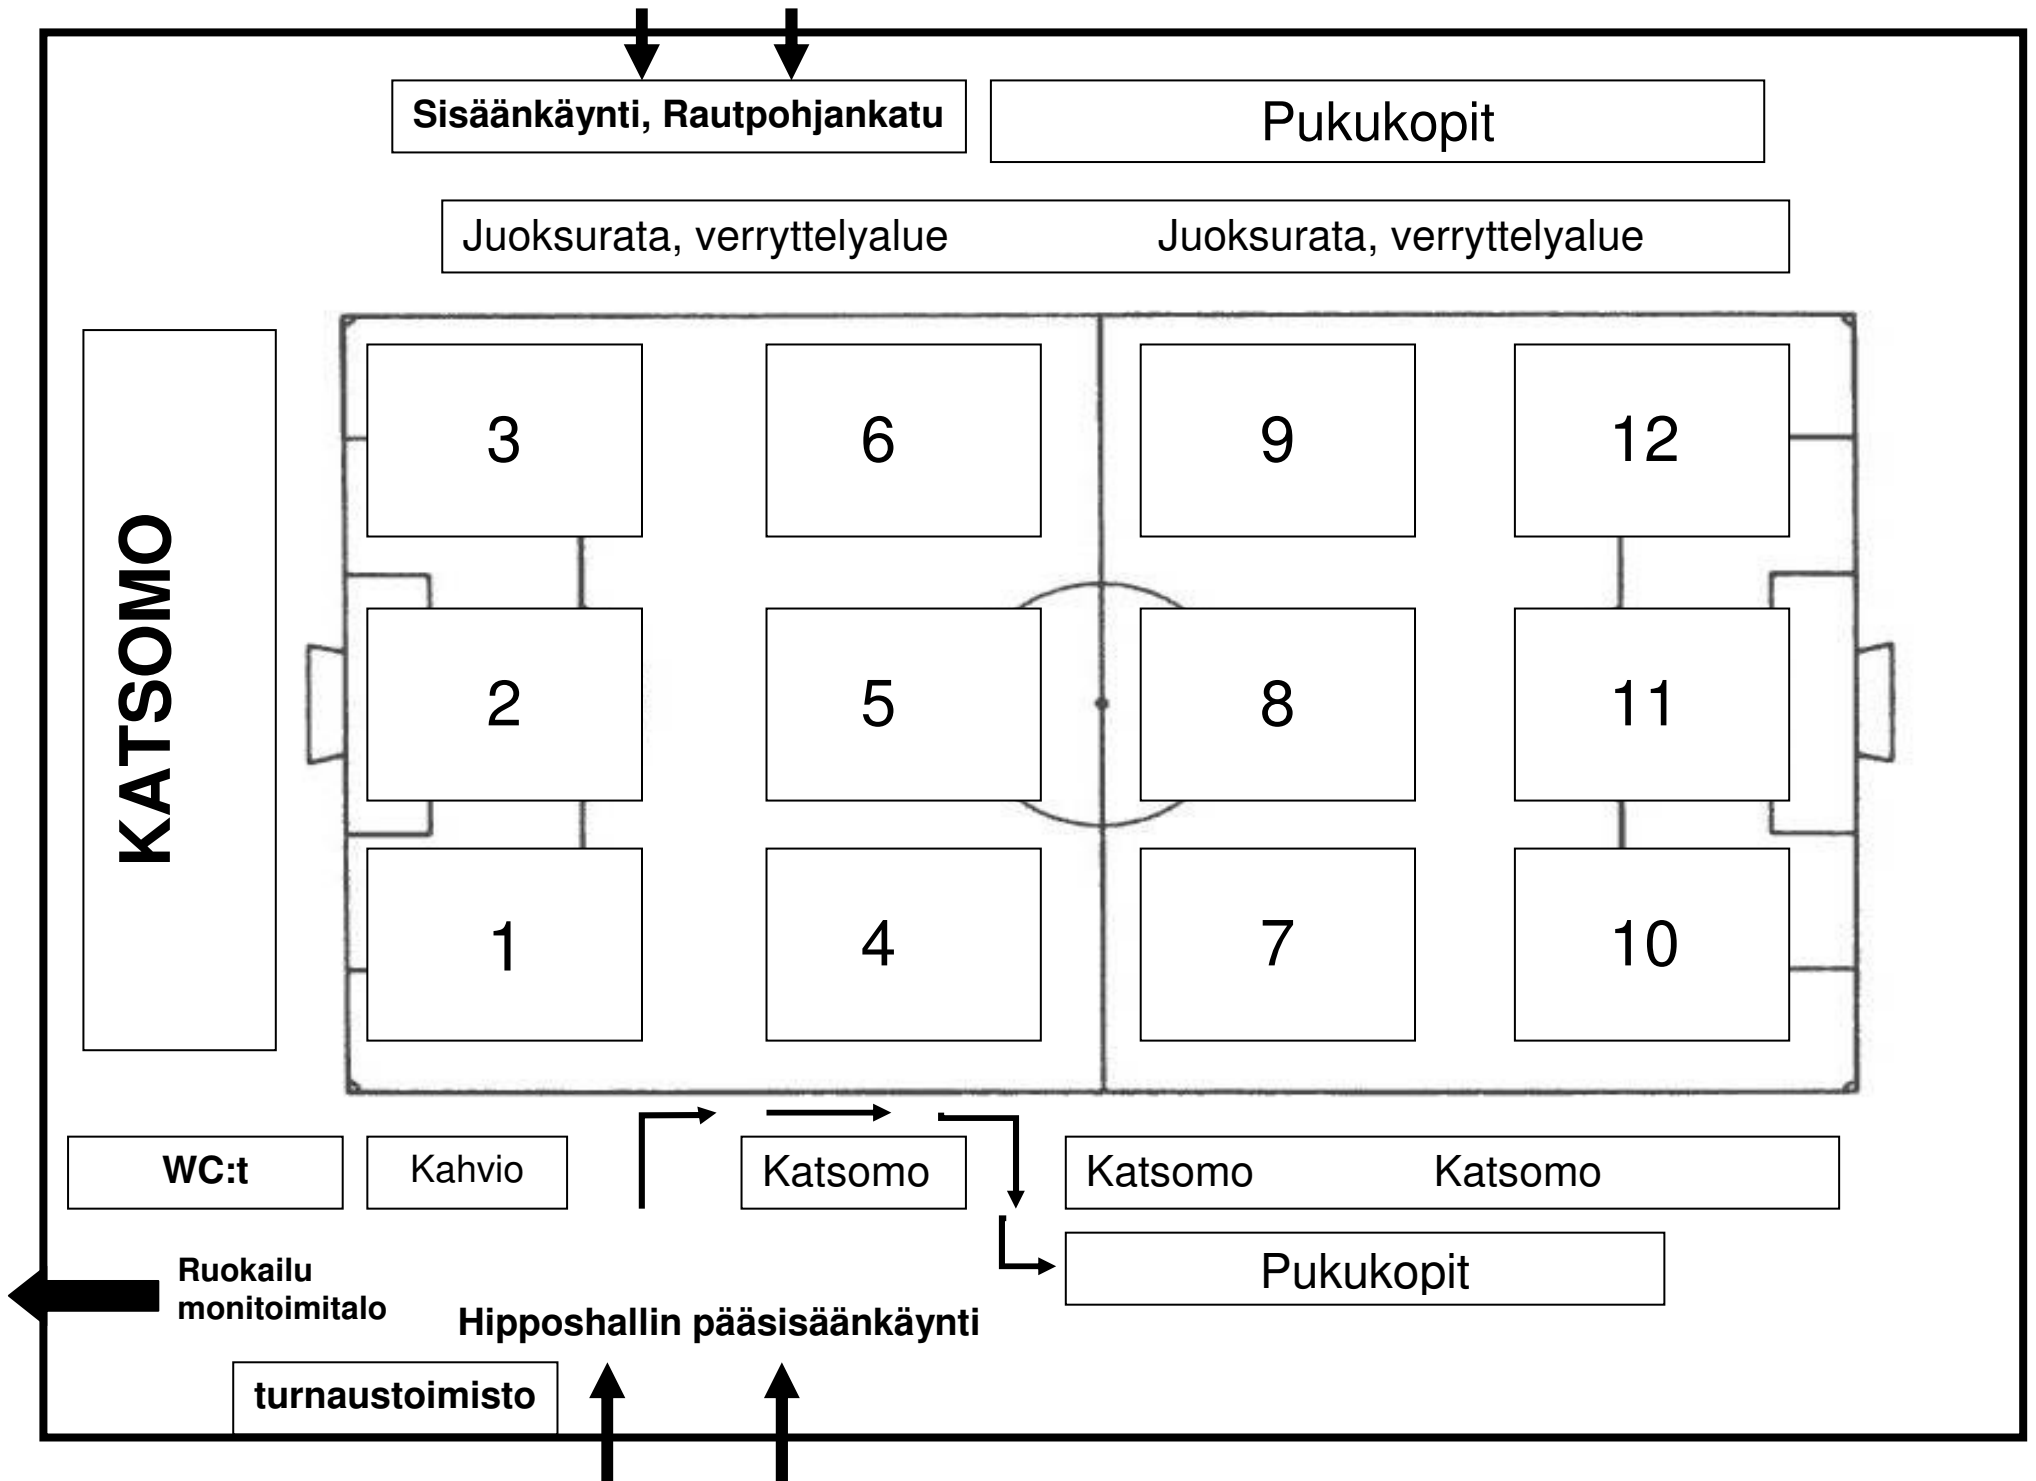 Sisäänkäynti, Rautpohjankatu
Pukukopit
Juoksurata, verryttelyalue Juoksurata, verryttelyalue
KATSOMO
3 6 9 12
2 5 8 11
1 4 7 10
WC:t
Kahvio
Katsomo
Katsomo Katsomo
Pukukopit
Ruokailu
monitoimitalo
Hipposhallin pääsisäänkäynti
turnaustoimisto